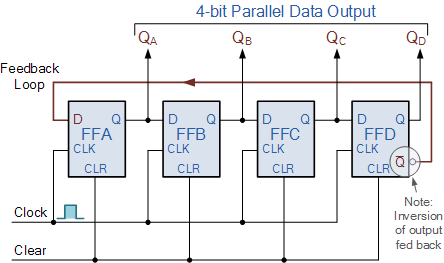 4-bit Parallel Data Output
QA QB QC QD
Feedback
Loop
D Q D Q D Q D Q
FFA FFB FFC FFD
CLK CLK CLK CLK
CLR CLR CLR CLR Q̅
Clock
Note:
Inversion
of output
fed back
Clear